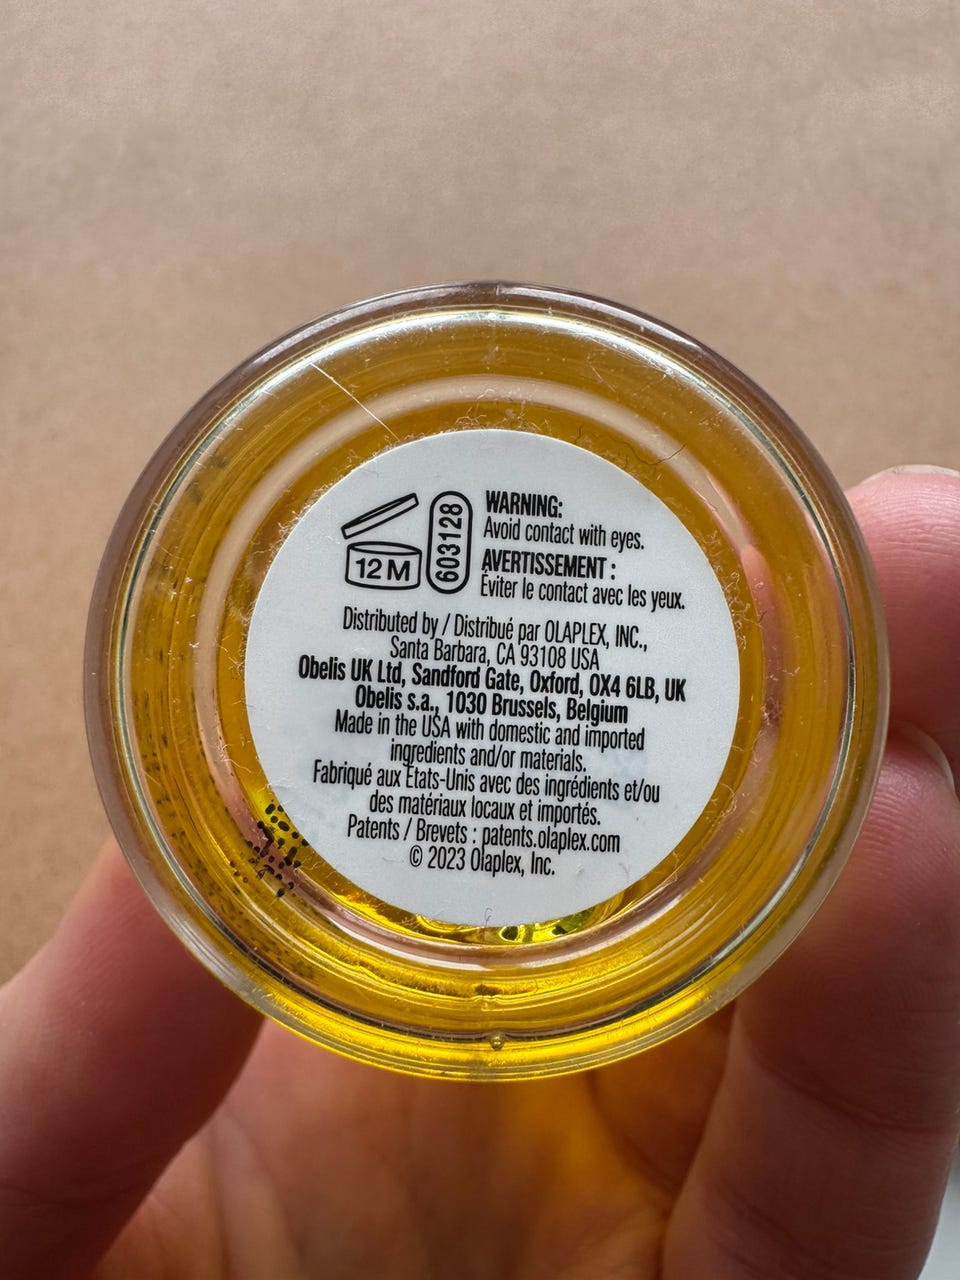 12 M
603128
WARNING:
Avoid contact with eyes.
AVERTISSEMENT :
Éviter le contact avec les yeux.
Distributed by / Distribué par OLAPLEX, INC.,
Santa Barbara, CA 93108 USA
Obelis UK Ltd, Sandford Gate, Oxford, OX4 6LB, UK
Obelis s.a., 1030 Brussels, Belgium
Made in the USA with domestic and imported
ingredients and/or materials.
Fabriqué aux États-Unis avec des ingrédients et/ou
des matériaux locaux et importés.
Patents / Brevets : patents.olaplex.com
© 2023 Olaplex, Inc.